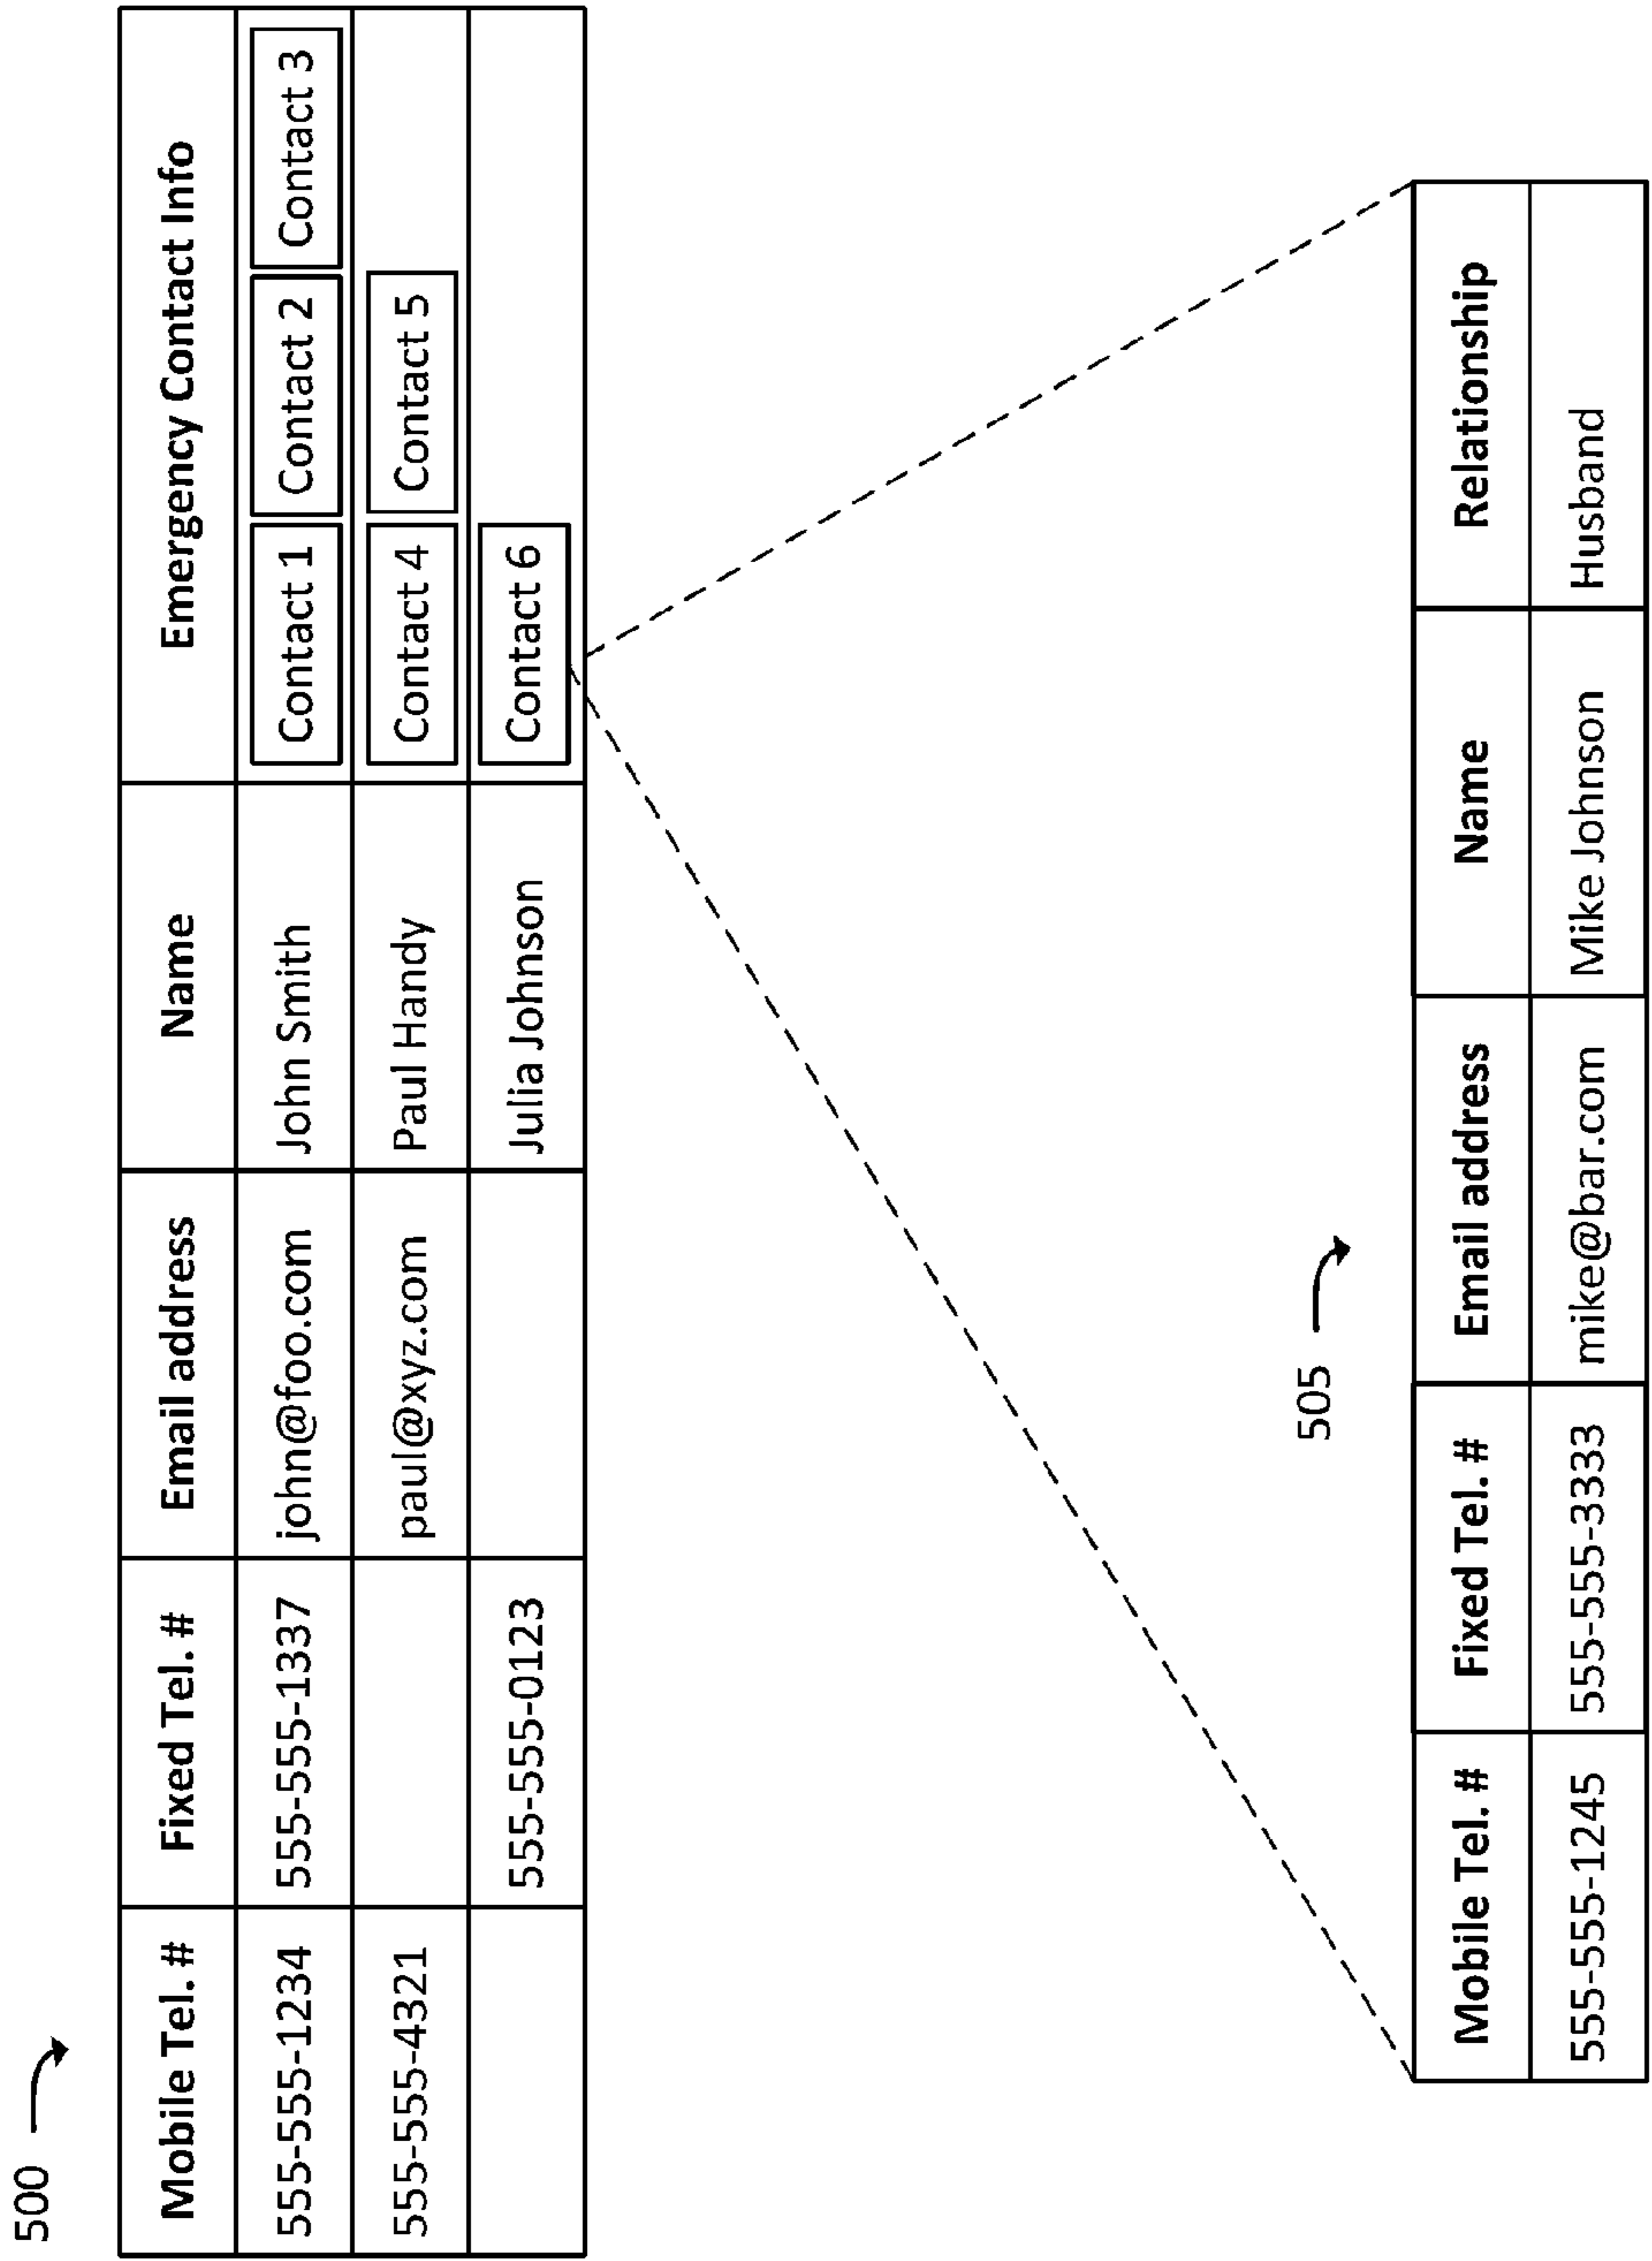 500
Mobile Tel. # Fixed Tel. # Email address Name Emergency Contact Info
555-555-1234 555-555-1337 john@foo.com John Smith Contact 1 Contact 2 Contact 3
555-555-4321 paul@xyz.com Paul Handy Contact 4 Contact 5
555-555-0123 Julia Johnson Contact 6
505
Mobile Tel. # Fixed Tel. # Email address Name Relationship
555-555-1245 555-555-3333 mike@bar.com Mike Johnson Husband